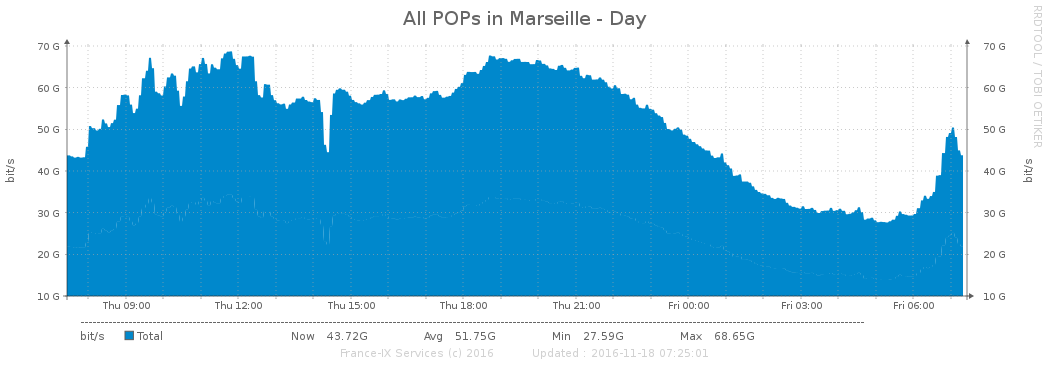 All POPs in Marseille - Day
RRDTOOL / TOBI OETIKER
70 G 70 G
60 G 60 G
50 G 50 G
40 G 40 G
30 G 30 G
20 G 20 G
10 G 10 G
bit/s
bit/s
Thu 09:00 Thu 12:00 Thu 15:00 Thu 18:00 Thu 21:00 Fri 00:00 Fri 03:00 Fri 06:00
bit/s Total Now 43.72G Avg 51.75G Min 27.59G Max 68.65G
France-IX Services (c) 2016 Updated : 2016-11-18 07:25:01